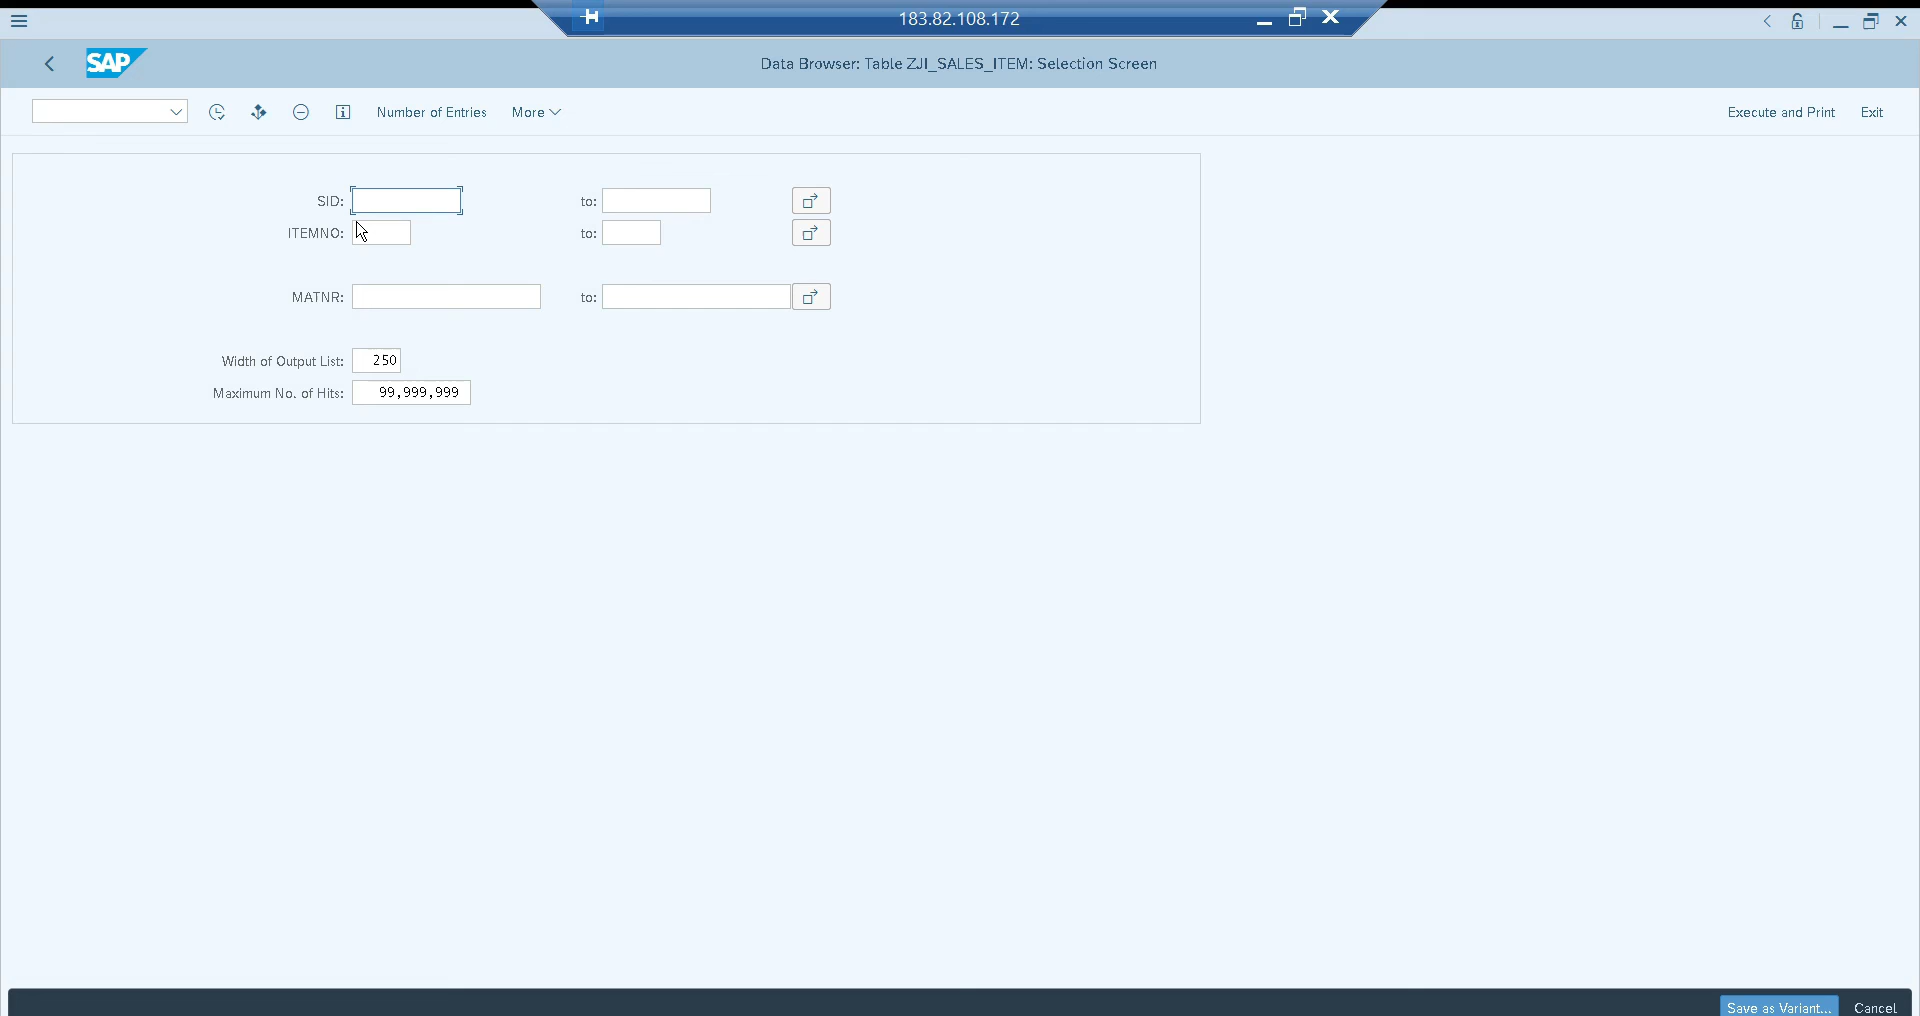 183.82.108.172
SAP
Data Browser: Table ZJI_SALES_ITEM: Selection Screen
Number of Entries More Execute and Print Exit
SID: to:
ITEMNO: to:
MATNR: to:
Width of Output List: 250
Maximum No. of Hits: 99,999,999
Save as Variant... Cancel